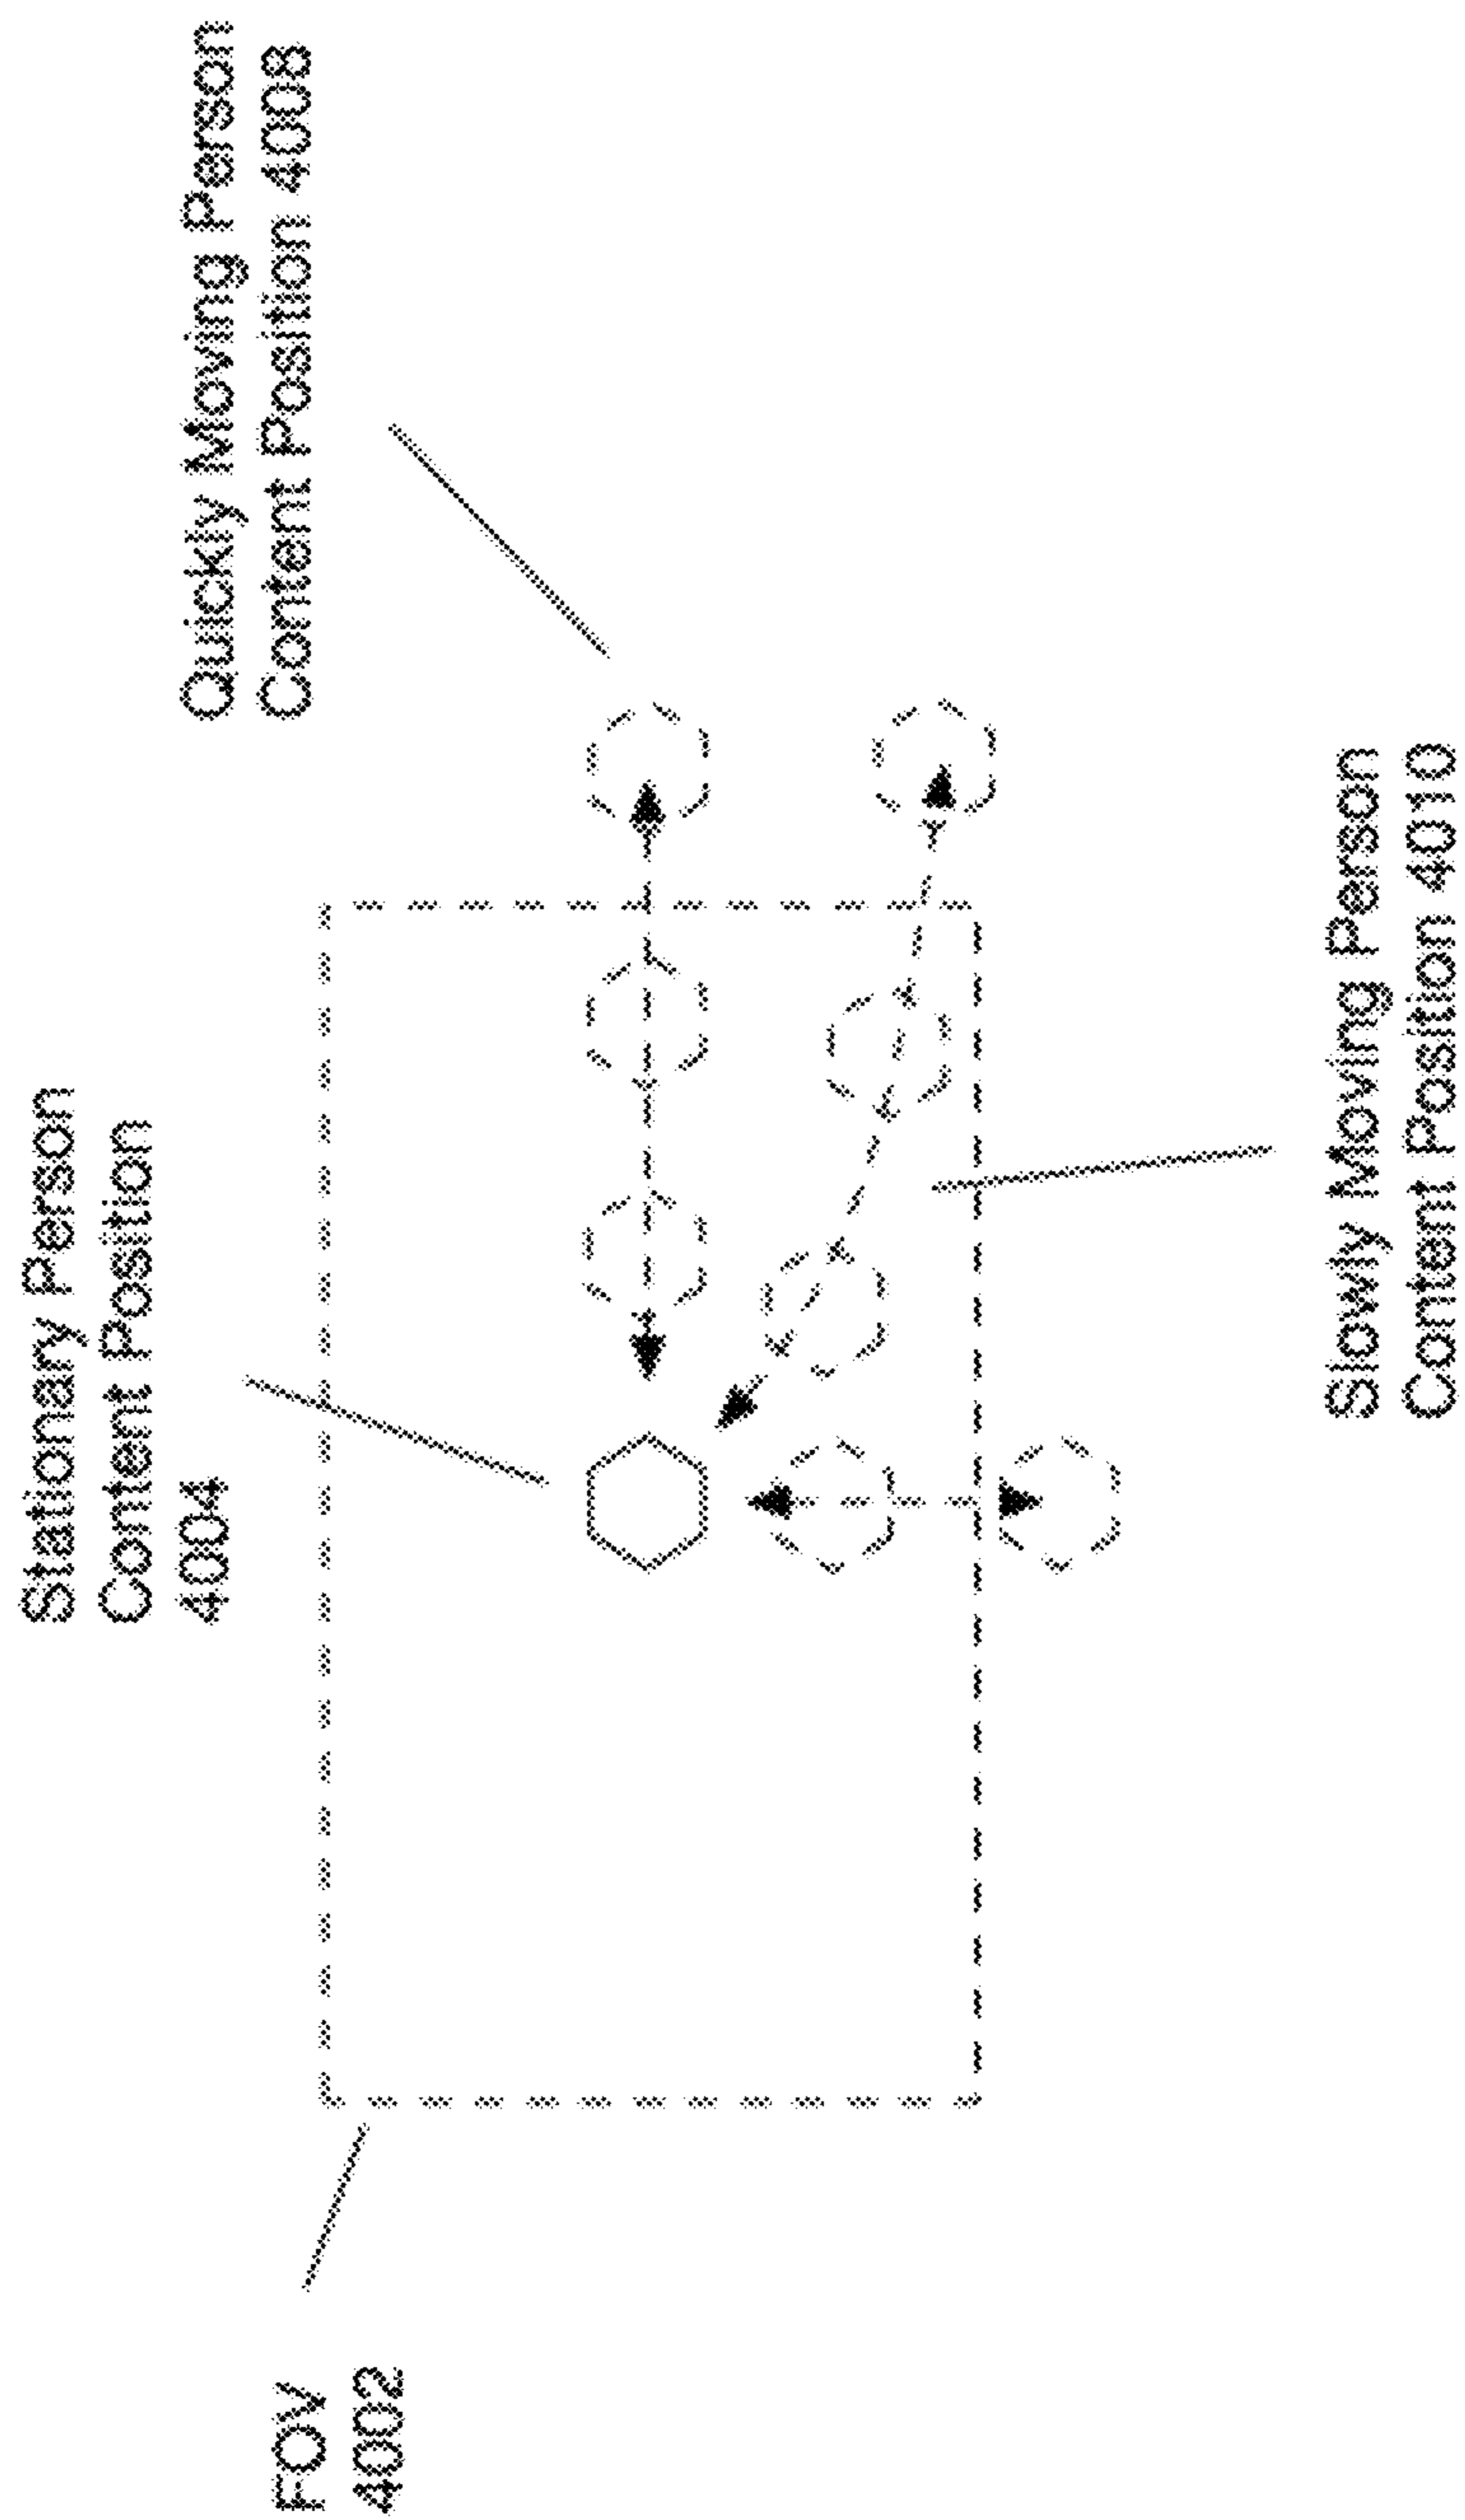 Stationary Person
Content Position
4004
Quickly Moving Person
Content Position 4008
FOV
4002
Slowly Moving Person
Content Position 4010